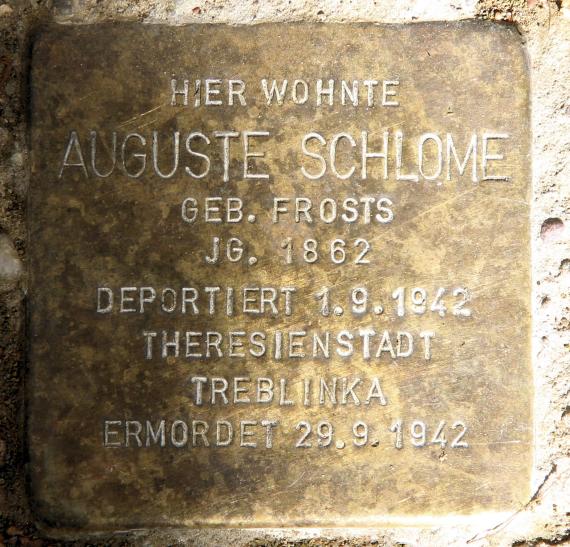 HIER WOHNTE
AUGUSTE SCHLOME
GEB. FROSTS
JG. 1862
DEPORTIERT 1.9.1942
THERESIENSTADT
TREBLINKA
ERMORDET 29.9.1942